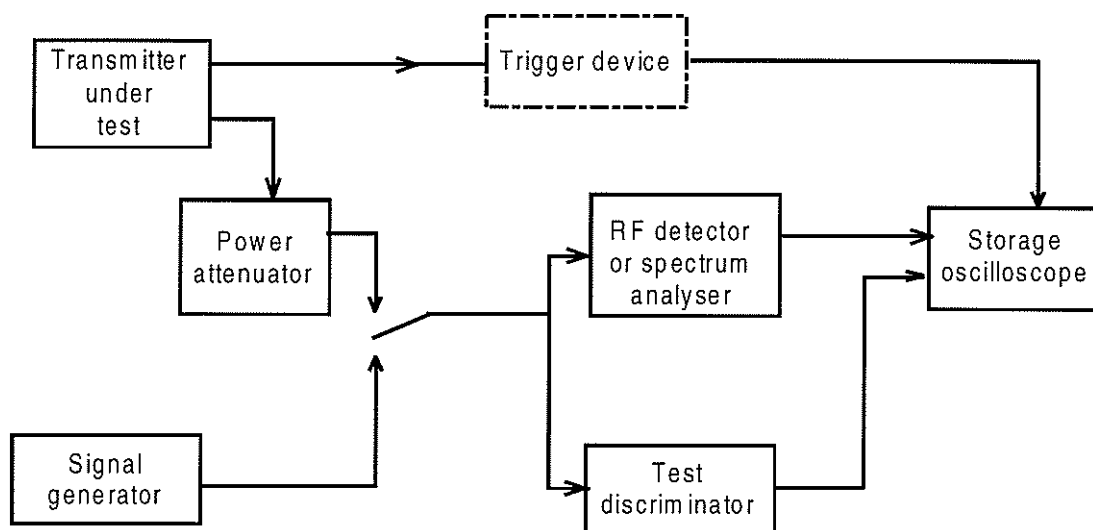 Transmitter
under
test
Trigger device
Power
attenuator
RF detector
or spectrum
analyser
Storage
oscilloscope
Signal
generator
Test
discriminator